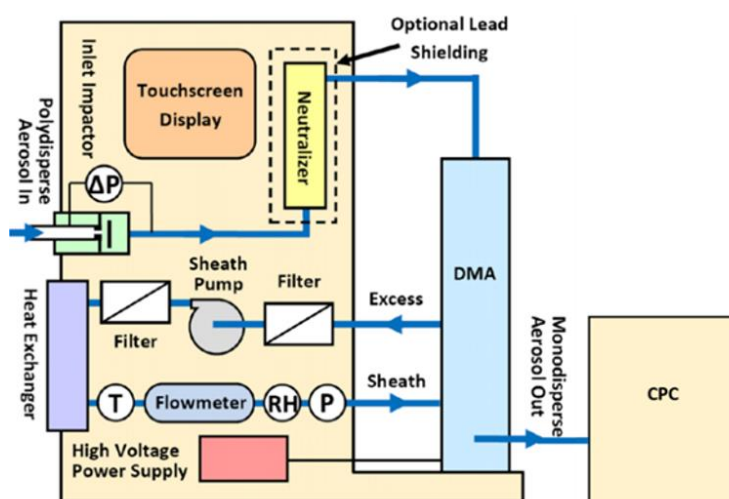 Optional Lead
Shielding
Polydisperse
Aerosol In
Inlet Impactor
Touchscreen
Display
Neutralizer
ΔP
Sheath
Pump
Filter
Filter
Excess
DMA
Heat Exchanger
T
Flowmeter
RH
P
Sheath
Monodisperse
Aerosol Out
CPC
High Voltage
Power Supply